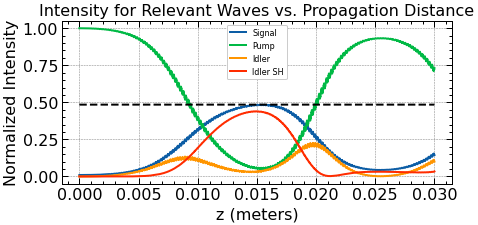 Intensity for Relevant Waves vs. Propagation Distance
Normalized Intensity
1.00
0.75
0.50
0.25
0.00
Signal
Pump
Idler
Idler SH
0.000 0.005 0.010 0.015 0.020 0.025 0.030
z (meters)